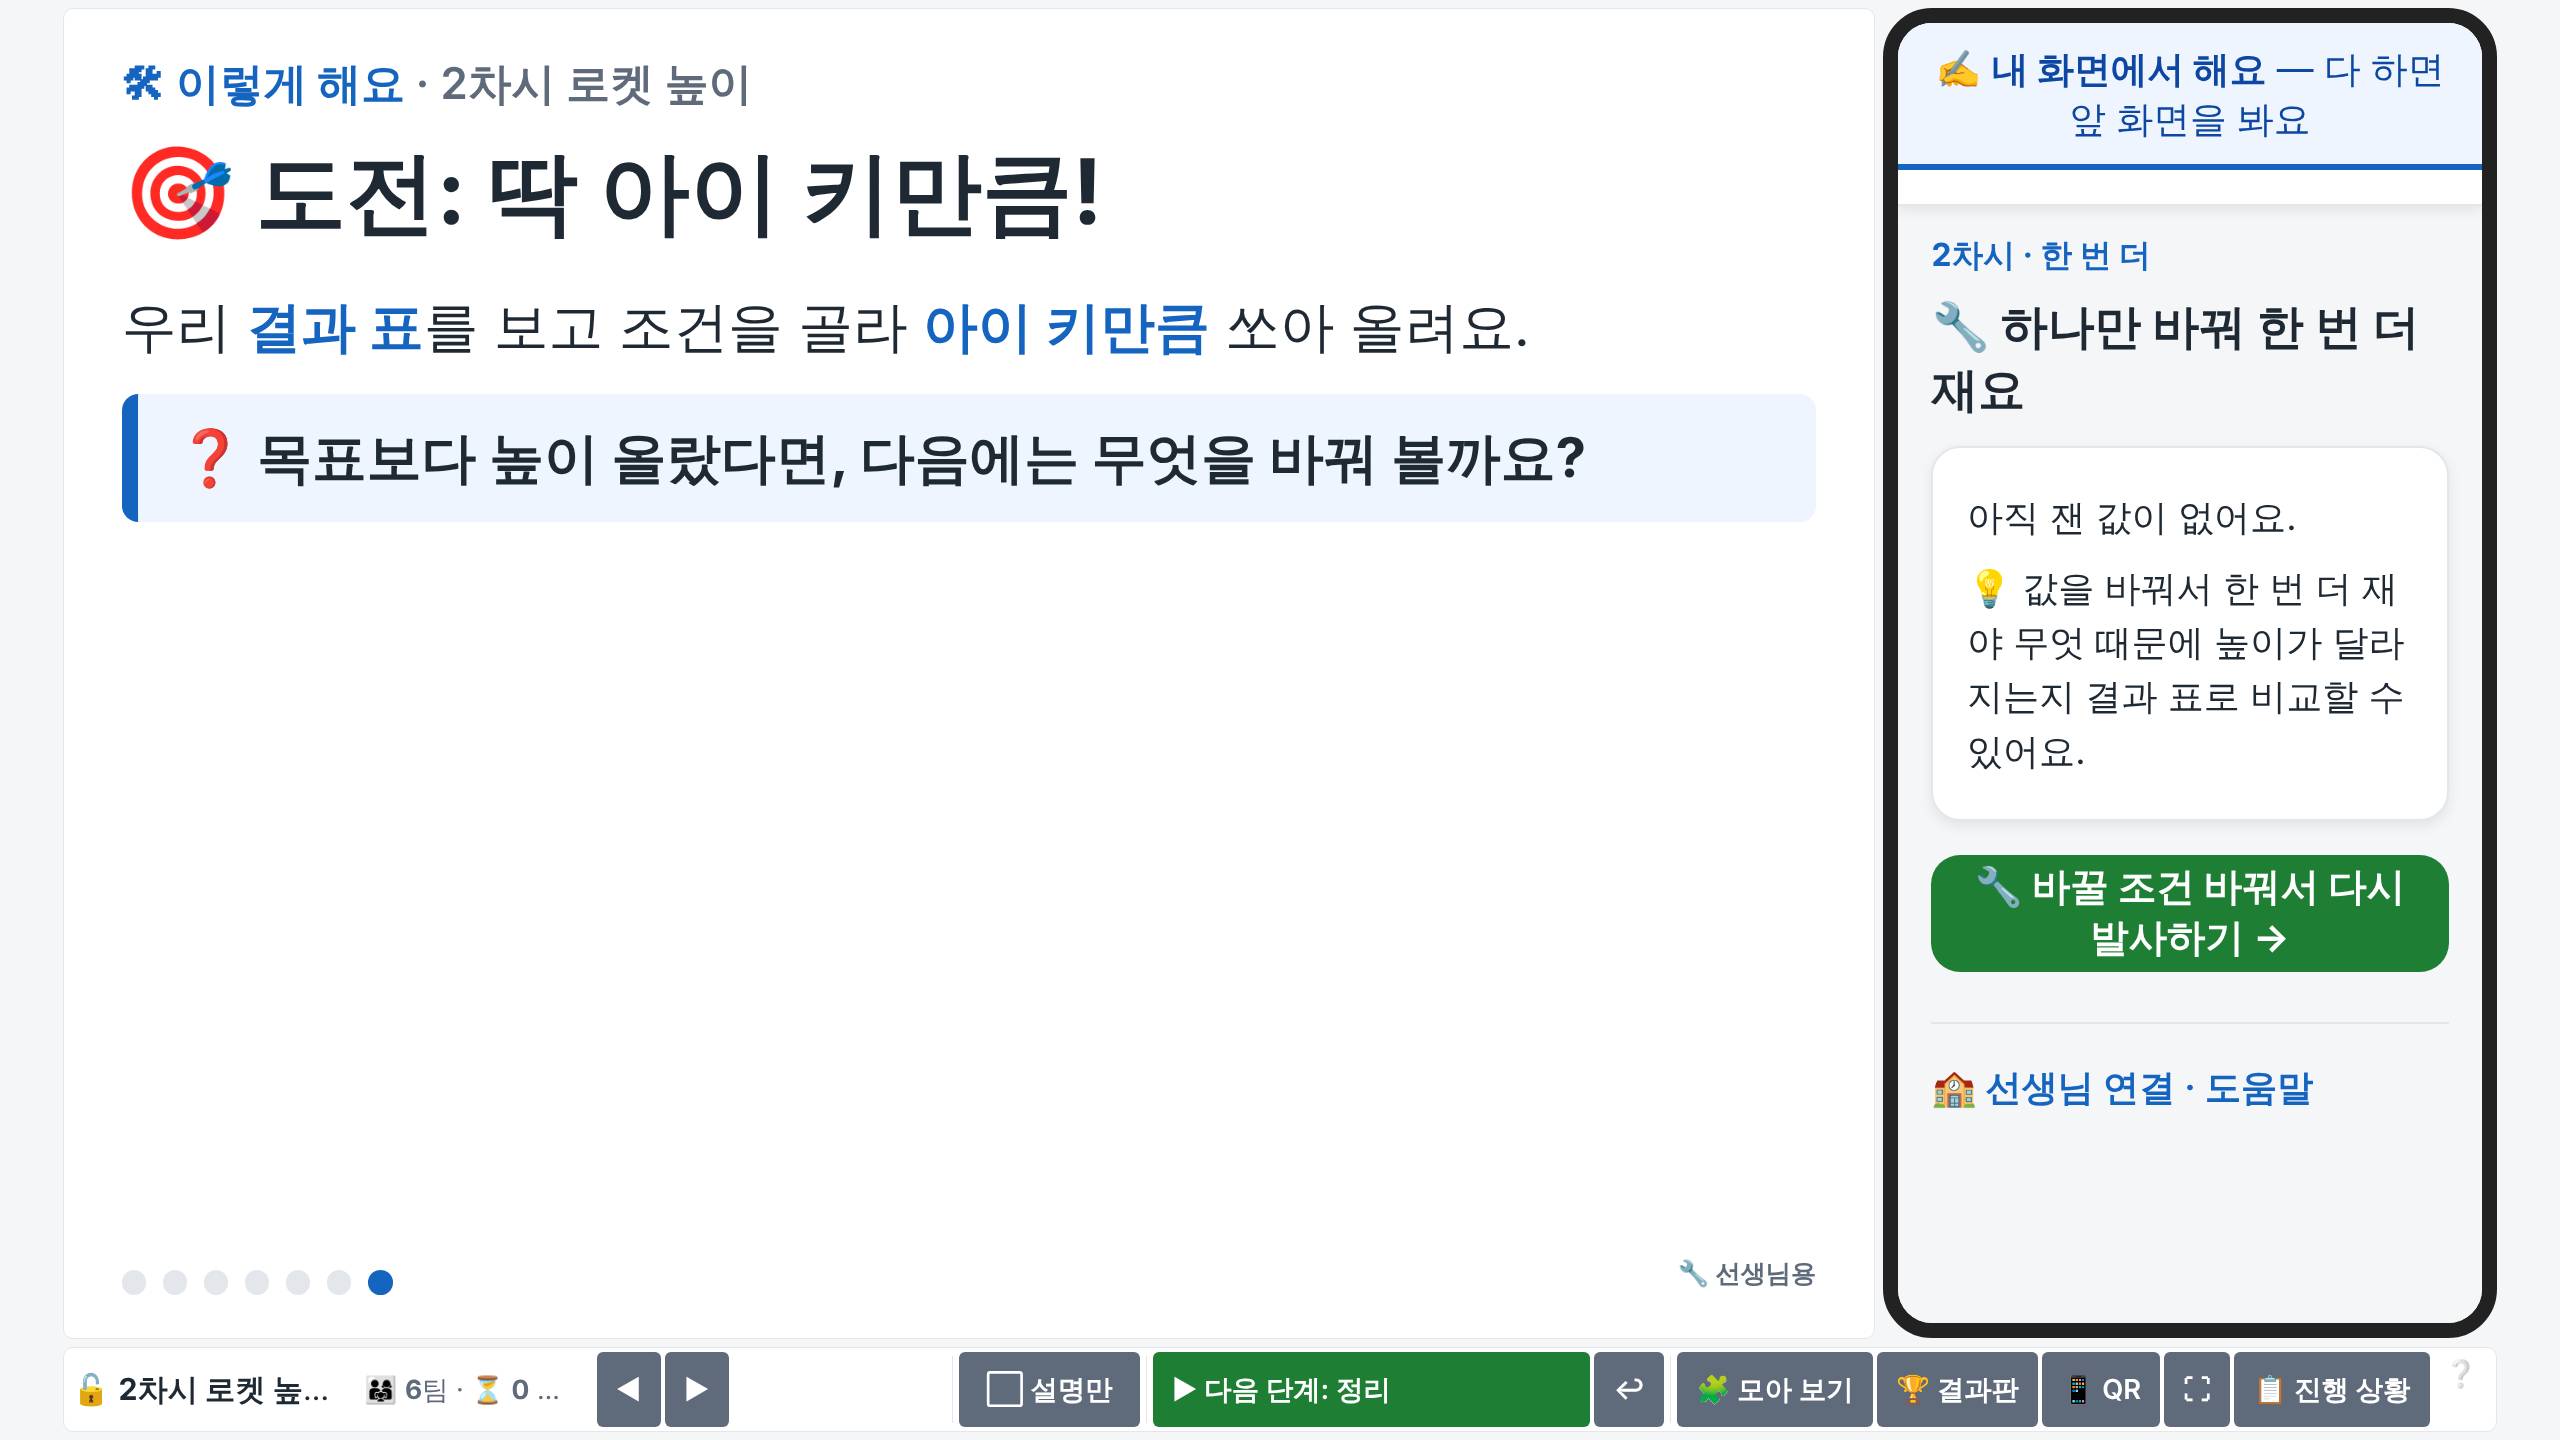 🛠 이렇게 해요 · 2차시 로켓 높이
🎯 도전: 딱 아이 키만큼!
우리 결과 표를 보고 조건을 골라 아이 키만큼 쏘아 올려요.
❓ 목표보다 높이 올랐다면, 다음에는 무엇을 바꿔 볼까요?
🔧 선생님용
✍️ 내 화면에서 해요 — 다 하면
앞 화면을 봐요
2차시 · 한 번 더
🔧 하나만 바꿔 한 번 더
재요
아직 잰 값이 없어요.
💡 값을 바꿔서 한 번 더 재
야 무엇 때문에 높이가 달라
지는지 결과 표로 비교할 수
있어요.
🔧 바꿀 조건 바꿔서 다시
발사하기 →
🏫 선생님 연결 · 도움말
🔓 2차시 로켓 높... 👨‍👩‍👧 6팀 · ⏳ 0 ... ◀ ▶ 설명만 ▶ 다음 단계: 정리 ↩ 🧩 모아 보기 🏆 결과판 📱 QR ⛶ 📋 진행 상황 ❔